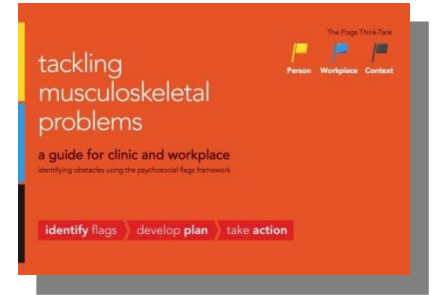 The Flags Think-Tank
Person Workplace Context
tackling
musculoskeletal
problems
a guide for clinic and workplace
identifying obstacles using the psychosocial flags framework
identify flags develop plan take action